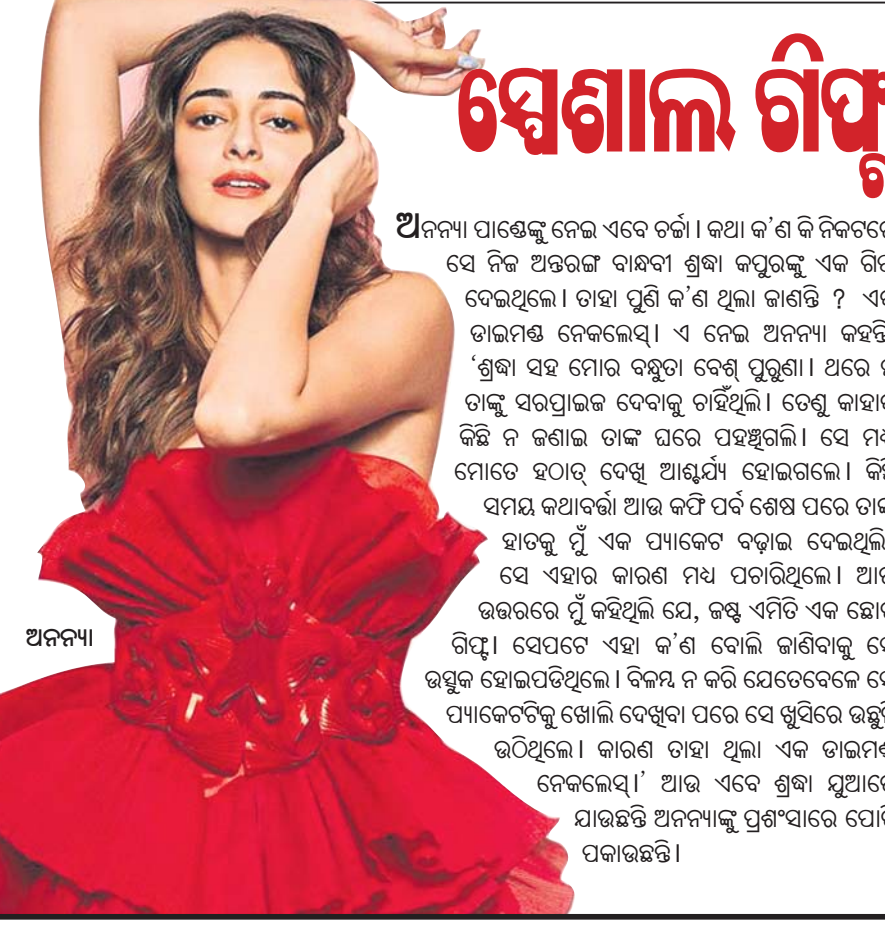 ସ୍ପେଶାଲ ଗିଫ୍ଟ
ଅନନ୍ୟା ପାଣ୍ଡେଙ୍କୁ ନେଇ ଏବେ ଚର୍ଚ୍ଚା । କଥା କ'ଣ କି
ସେ ନିଜ ଅନ୍ତରଙ୍ଗ ବାନ୍ଧବୀ ଶ୍ରଦ୍ଧା କପୁରଙ୍କୁ ଏକ
ଦେଇଥିଲେ । ତାହା ପୁଣି କ'ଣ ଥିଲା ଜାଣନ୍ତି ?
ଡାଇମଣ୍ଡ ନେକଲେସ୍ । ଏ ନେଇ ଅନନ୍ୟା କହନ୍ତି
'ଶ୍ରଦ୍ଧା ସହ ମୋର ବନ୍ଧୁତା ବେଶ୍ ପୁରୁଣା । ଥରେ
ତାଙ୍କୁ ସରପ୍ରାଇଜ ଦେବାକୁ ଚାହିଁଥିଲି । ତେଣୁ
କିଛି ନ ଜଣାଇ ତାଙ୍କ ଘରେ ପହଞ୍ଚିଗଲି । ସେ
ମୋତେ ହଠାତ୍ ଦେଖି ଆଶ୍ଚର୍ଯ୍ୟ ହୋଇଗଲେ ।
ସମୟ କଥାବର୍ତ୍ତା ଆଉ କଫି ପର୍ବ ଶେଷ ପରେ
ହାତକୁ ମୁଁ ଏକ ପ୍ୟାକେଟ ବଢ଼ାଇ ଦେଇଥିଲି
ସେ ଏହାର କାରଣ ମଧ୍ୟ ପଚାରିଥିଲେ ।
ଉତ୍ତରରେ ମୁଁ କହିଥିଲି ଯେ, ଜଷ୍ଟ ଏମିତି ଏକ
ଗିଫ୍ଟ । ସେପଟେ ଏହା କ'ଣ ବୋଲି ଜାଣିବାକୁ
ଉତ୍ସୁକ ହୋଇପଡିଥିଲେ । ବିଳମ୍ବ ନ କରି ଯେତେବେଳେ
ପ୍ୟାକେଟଟିକୁ ଖୋଲି ଦେଖିବା ପରେ ସେ ଖୁସିରେ
ଉଠିଥିଲେ । କାରଣ ତାହା ଥିଲା ଏକ
ନେକଲେସ୍ ।' ଆଉ ଏବେ ଶ୍ରଦ୍ଧା
ଯାଉଛନ୍ତି ଅନନ୍ୟାଙ୍କୁ ପ୍ରଶଂସାରେ
ପକାଉଛନ୍ତି ।
ଅନନ୍ୟା